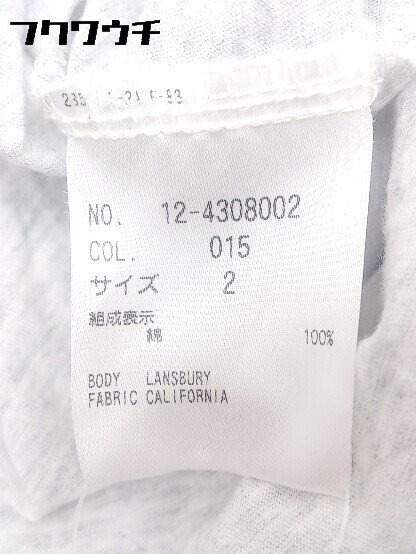 フクワウチ
NO. 12-4308002
COL. 015
サイズ 2
組成表示
綿 100%
BODY LANSBURY
FABRIC CALIFORNIA